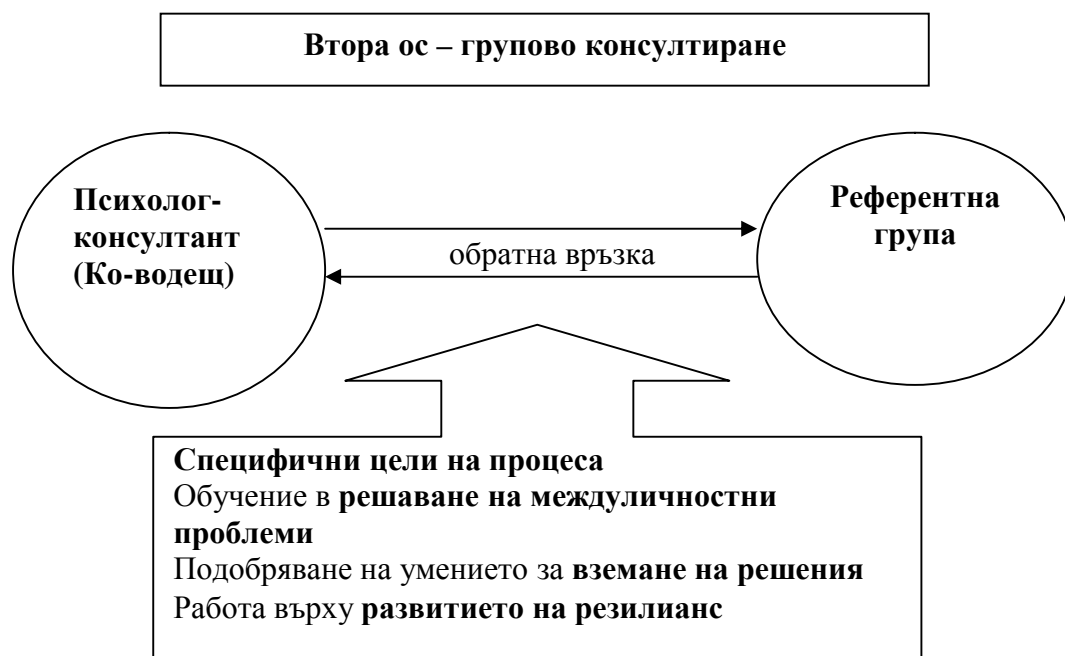 Втора ос – групово консултиране
Психолог-
консултант
(Ко-водещ)
обратна връзка
Референтна
група
Специфични цели на процеса
Обучение в решаване на междуличностни
проблеми
Подобряване на умението за вземане на решения
Работа върху развитието на резилианс